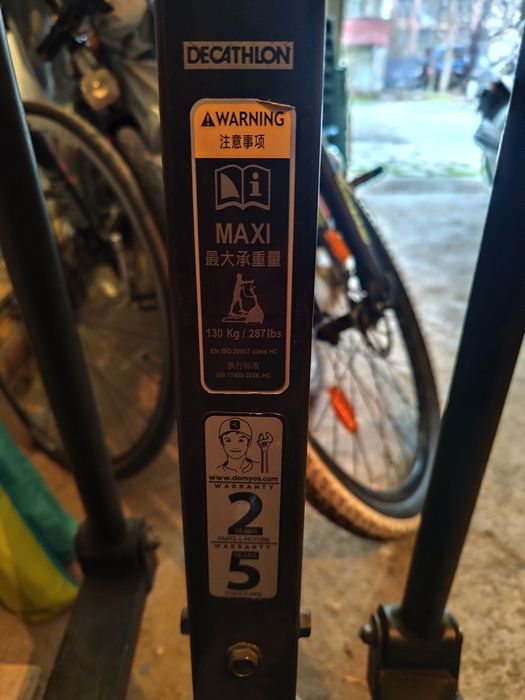 DECATHLON
WARNING
注意事项
MAXI
最大承重量
130 Kg / 287 lbs
EN ISO 20957 class HC
执行标准
GB 17498-2008, HC
www.domyos.com
WARRANTY
2
YEARS
PARTS &
WARRANTY
YEARS
5
STRUCTURE